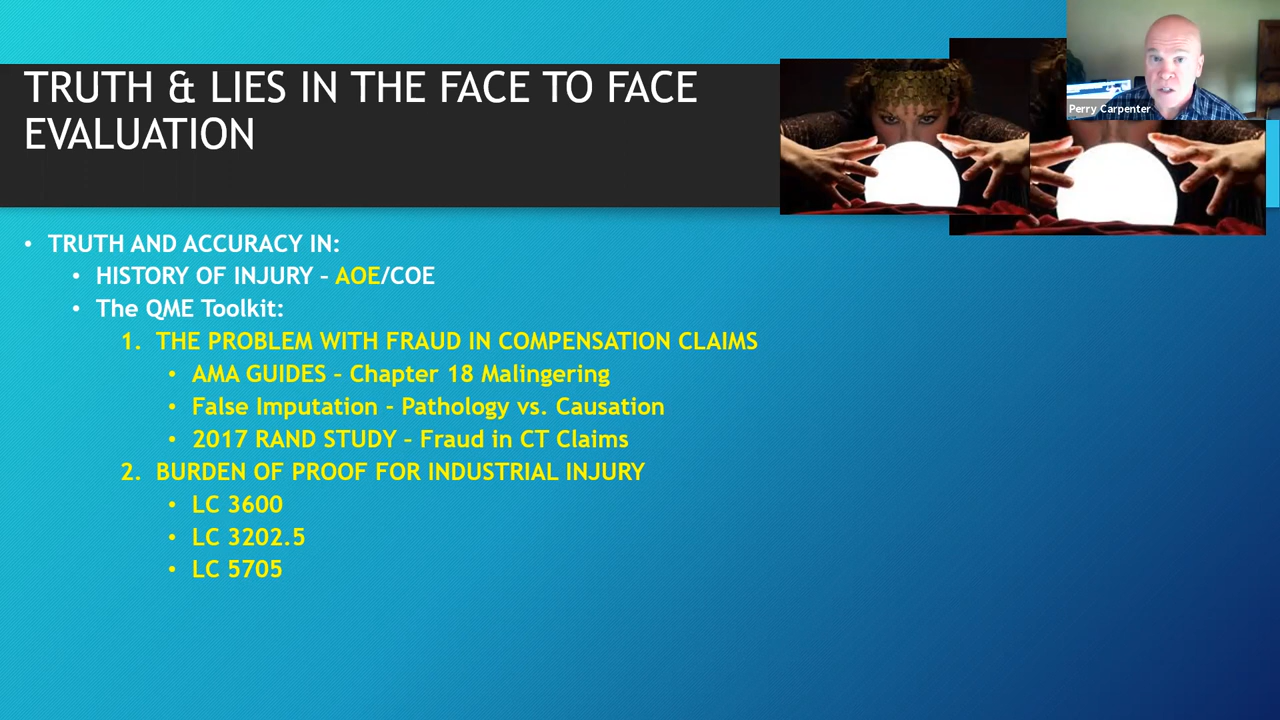 TRUTH & LIES IN THE FACE TO FACE
EVALUATION
Perry Carpenter
• TRUTH AND ACCURACY IN:
• HISTORY OF INJURY – AOE/COE
• The QME Toolkit:
1. THE PROBLEM WITH FRAUD IN COMPENSATION CLAIMS
• AMA GUIDES – Chapter 18 Malingering
• False Imputation - Pathology vs. Causation
• 2017 RAND STUDY – Fraud in CT Claims
2. BURDEN OF PROOF FOR INDUSTRIAL INJURY
• LC 3600
• LC 3202.5
• LC 5705